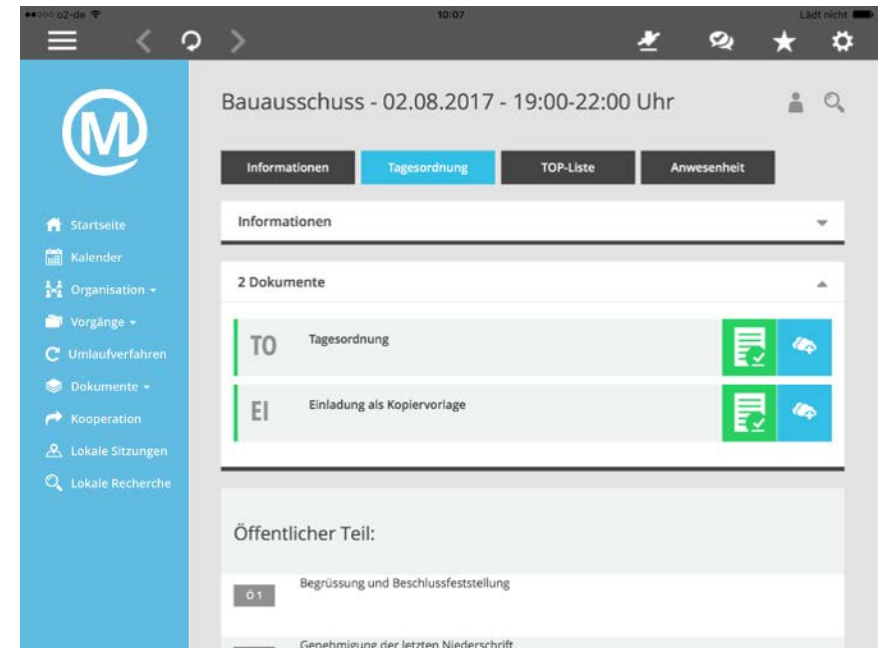 o2-de
10:07
Lädt nicht
M
Bauausschuss - 02.08.2017 - 19:00-22:00 Uhr
Informationen
Tagesordnung
TOP-Liste
Anwesenheit
Startseite
Kalender
Organisation
Vorgänge
Umlaufverfahren
Dokumente
Kooperation
Lokale Sitzungen
Lokale Recherche
Informationen
2 Dokumente
TO
Tagesordnung
EI
Einladung als Kopiervorlage
Öffentlicher Teil:
Ö 1
Begrüssung und Beschlussfeststellung
Genehmigung der letzten Niederschrift